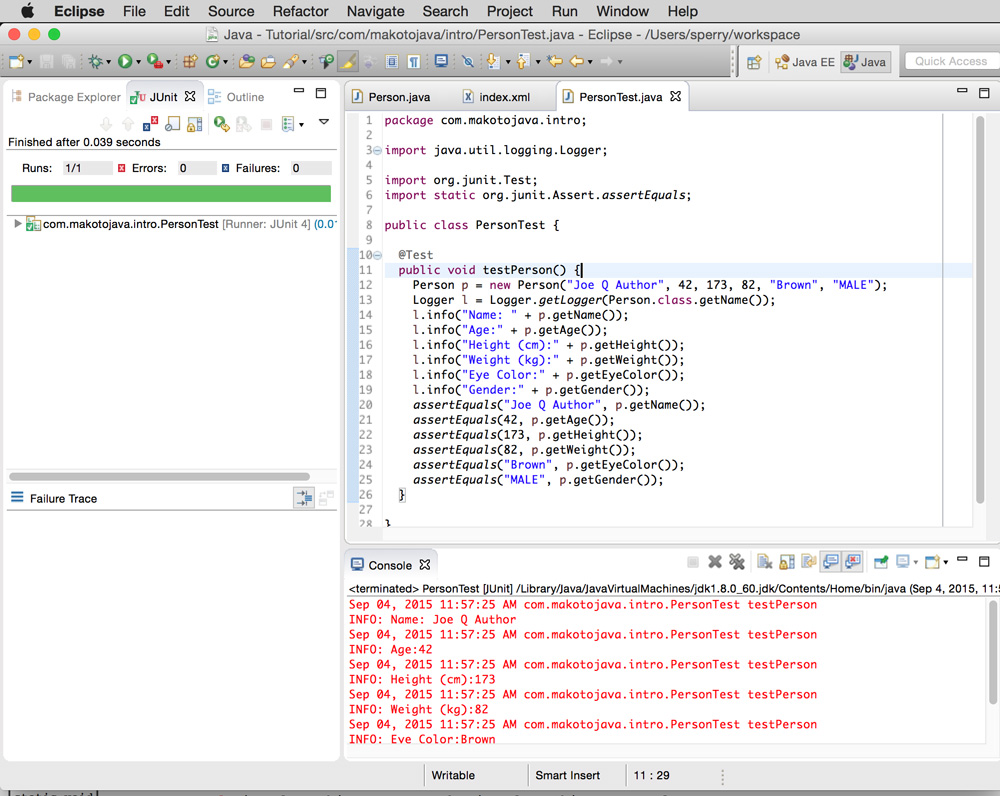 Eclipse File Edit Source Refactor Navigate Search Project Run Window Help
Java - Tutorial/src/com/makotojava/intro/PersonTest.java - Eclipse - /Users/sperry/workspace
Java EE Java Quick Access
Package Explorer JUnit Outline
Finished after 0.039 seconds
Runs: 1/1 Errors: 0 Failures: 0
com.makotojava.intro.PersonTest [Runner: JUnit 4] (0.01
Failure Trace
Person.java index.xml PersonTest.java
1 package com.makotojava.intro;
2
3 import java.util.logging.Logger;
4
5 import org.junit.Test;
6 import static org.junit.Assert.assertEquals;
7
8 public class PersonTest {
9
10 @Test
11 public void testPerson() {
12 Person p = new Person("Joe Q Author", 42, 173, 82, "Brown", "MALE");
13 Logger l = Logger.getLogger(Person.class.getName());
14 l.info("Name: " + p.getName());
15 l.info("Age:" + p.getAge());
16 l.info("Height (cm):" + p.getHeight());
17 l.info("Weight (kg):" + p.getWeight());
18 l.info("Eye Color:" + p.getEyeColor());
19 l.info("Gender:" + p.getGender());
20 assertEquals("Joe Q Author", p.getName());
21 assertEquals(42, p.getAge());
22 assertEquals(173, p.getHeight());
23 assertEquals(82, p.getWeight());
24 assertEquals("Brown", p.getEyeColor());
25 assertEquals("MALE", p.getGender());
26 }
27
28 }
Console
<terminated> PersonTest [JUnit] /Library/Java/JavaVirtualMachines/jdk1.8.0_60.jdk/Contents/Home/bin/java (Sep 4, 2015, 11:5
Sep 04, 2015 11:57:25 AM com.makotojava.intro.PersonTest testPerson
INFO: Name: Joe Q Author
Sep 04, 2015 11:57:25 AM com.makotojava.intro.PersonTest testPerson
INFO: Age:42
Sep 04, 2015 11:57:25 AM com.makotojava.intro.PersonTest testPerson
INFO: Height (cm):173
Sep 04, 2015 11:57:25 AM com.makotojava.intro.PersonTest testPerson
INFO: Weight (kg):82
Sep 04, 2015 11:57:25 AM com.makotojava.intro.PersonTest testPerson
INFO: Eye Color:Brown
Writable Smart Insert 11 : 29